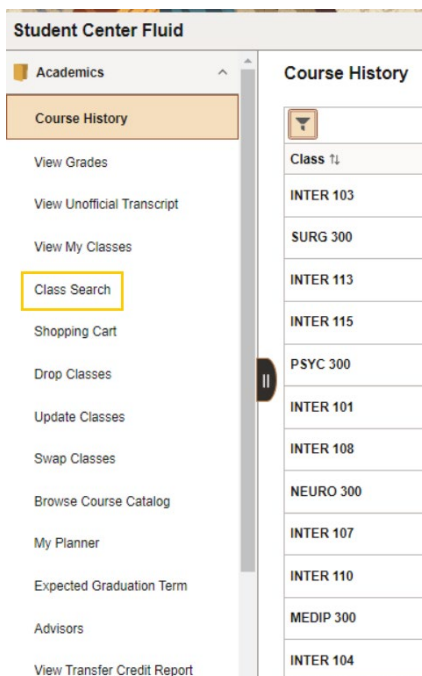 Student Center Fluid
Academics
Course History
View Grades
View Unofficial Transcript
View My Classes
Class Search
Shopping Cart
Drop Classes
Update Classes
Swap Classes
Browse Course Catalog
My Planner
Expected Graduation Term
Advisors
View Transfer Credit Report
Course History
Class
INTER 103
SURG 300
INTER 113
INTER 115
PSYC 300
INTER 101
INTER 108
NEURO 300
INTER 107
INTER 110
MEDIP 300
INTER 104